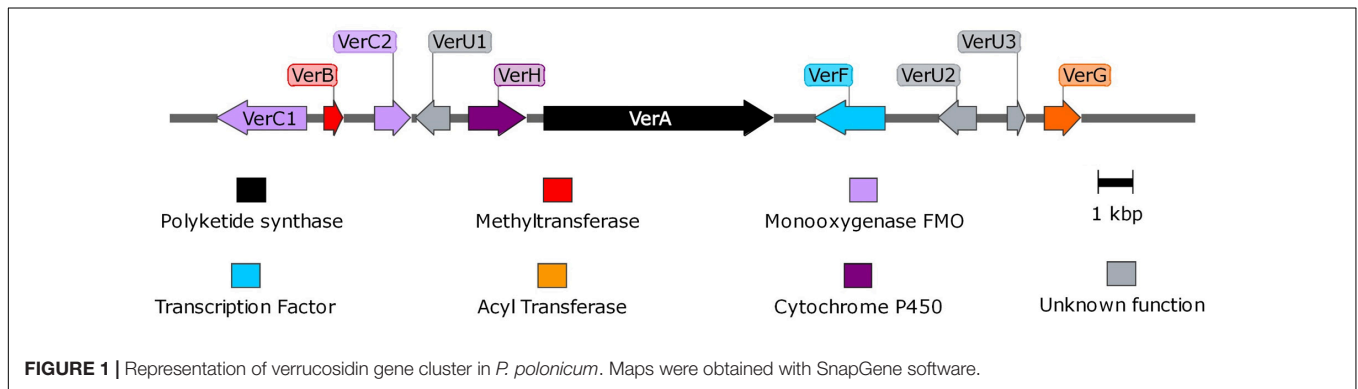 VerC2
VerU1
VerU3
VerB
VerH
VerF
VerU2
VerG
VerC1
VerA
Polyketide synthase
Methyltransferase
Monooxygenase FMO
1 kbp
Transcription Factor
Acyl Transferase
Cytochrome P450
Unknown function
FIGURE 1 | Representation of verrucosidin gene cluster in P. polonicum. Maps were obtained with SnapGene software.